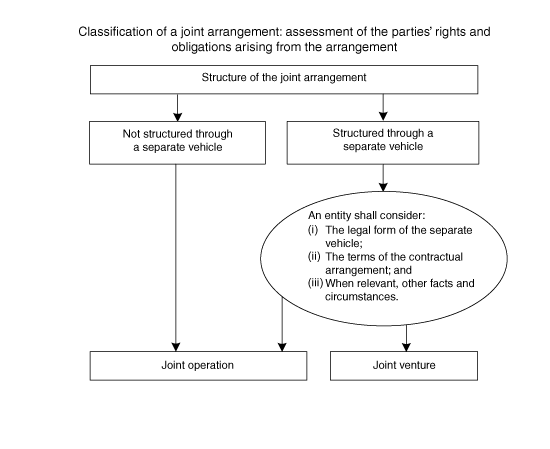 Classification of a joint arrangement: assessment of the parties' rights and
obligations arising from the arrangement
Structure of the joint arrangement
Not structured through
a separate vehicle
Structured through a
separate vehicle
An entity shall consider:
(i) The legal form of the separate
vehicle;
(ii) The terms of the contractual
arrangement; and
(iii) When relevant, other facts and
circumstances.
Joint operation
Joint venture